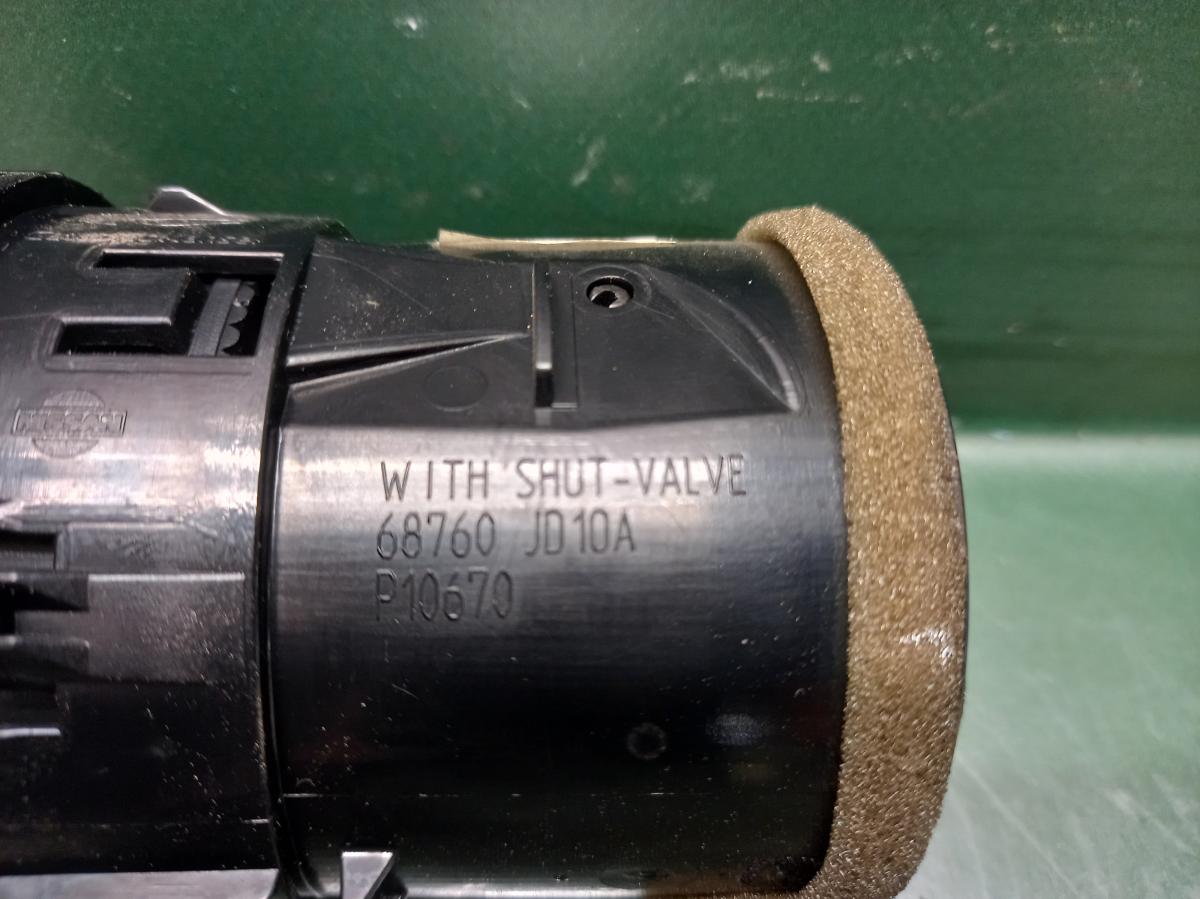 NISSAN
WITH SHUT-VALVE
68760 JD10A
P10670